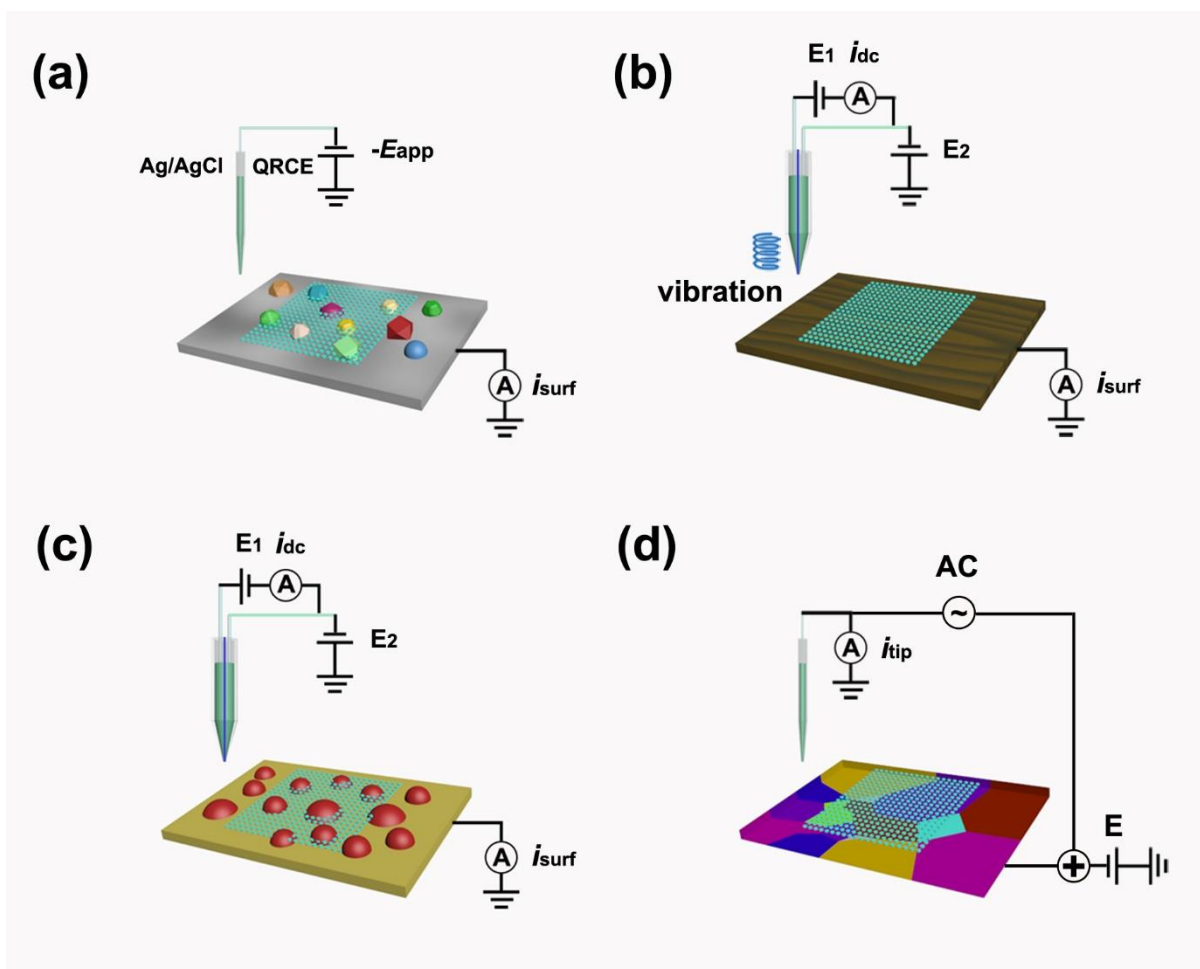 (a)
Ag/AgCl QRCE
-Eapp
A
isurf
(b)
E1 idc
A
E2
vibration
A
isurf
(c)
E1 idc
A
E2
A
isurf
(d)
AC
~
A
itip
E
+